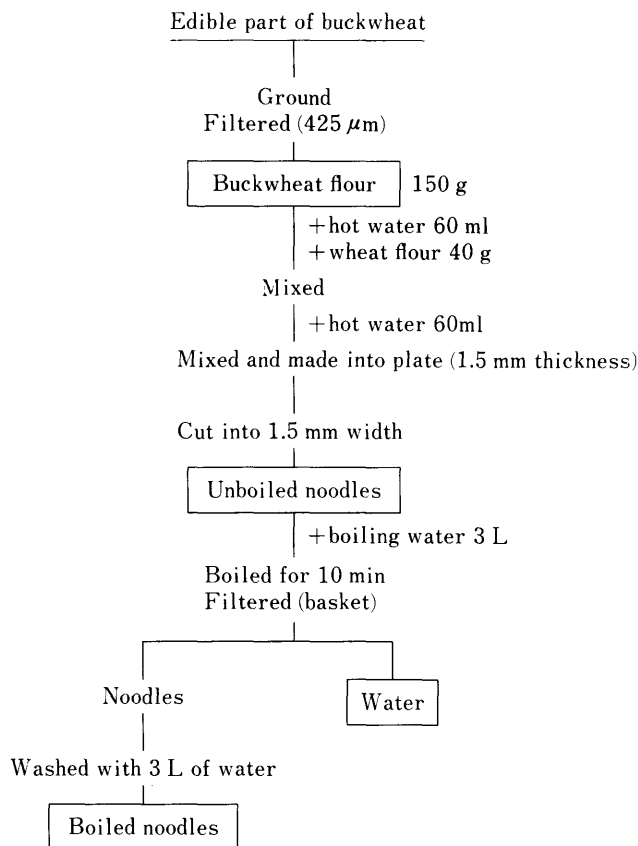 Edible part of buckwheat
Ground
Filtered (425 μm)
Buckwheat flour 150 g
+hot water 60 ml
+wheat flour 40 g
Mixed
+hot water 60ml
Mixed and made into plate (1.5 mm thickness)
Cut into 1.5 mm width
Unboiled noodles
+boiling water 3 L
Boiled for 10 min
Filtered (basket)
Noodles
Water
Washed with 3 L of water
Boiled noodles